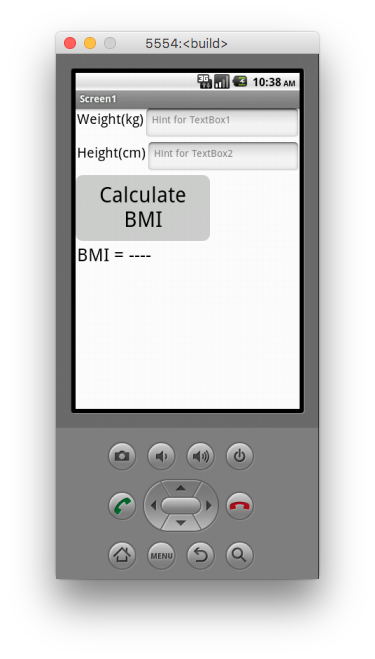 5554:<build>
3G 10:38 AM
Screen1
Weight(kg) Hint for TextBox1
Height(cm) Hint for TextBox2
Calculate
BMI
BMI = ----
MENU